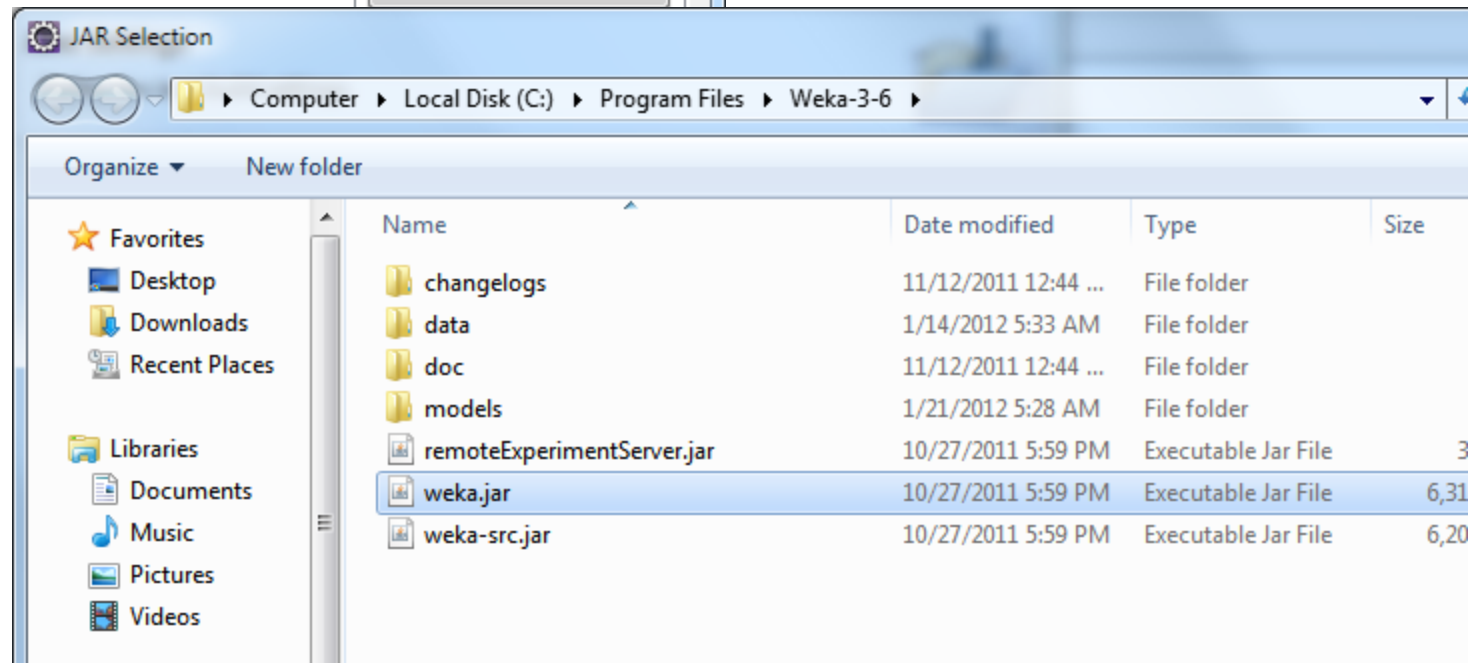 JAR Selection
Computer Local Disk (C:) Program Files Weka-3-6
Organize New folder
Name Date modified Type Size
Favorites
Desktop
Downloads
Recent Places
Libraries
Documents
Music
Pictures
Videos
changelogs 11/12/2011 12:44 ... File folder
data 1/14/2012 5:33 AM File folder
doc 11/12/2011 12:44 ... File folder
models 1/21/2012 5:28 AM File folder
remoteExperimentServer.jar 10/27/2011 5:59 PM Executable Jar File 3
weka.jar 10/27/2011 5:59 PM Executable Jar File 6,31
weka-src.jar 10/27/2011 5:59 PM Executable Jar File 6,20